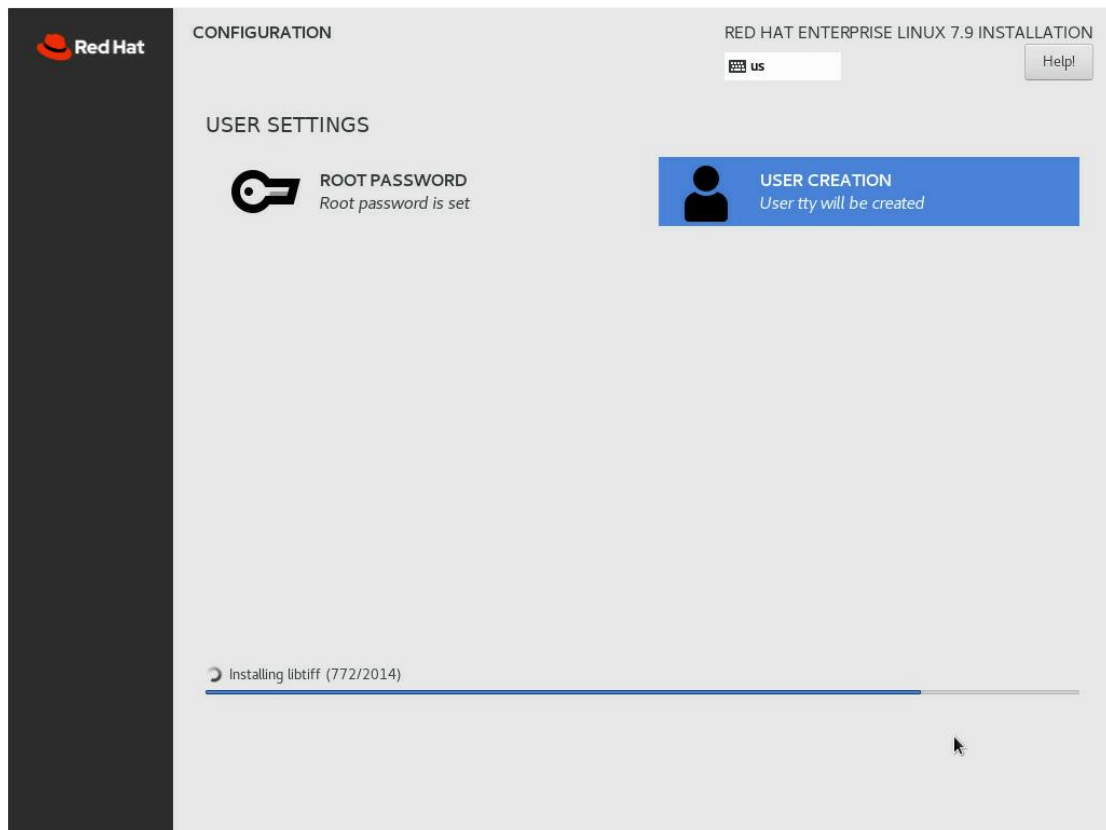 Red Hat
CONFIGURATION
RED HAT ENTERPRISE LINUX 7.9 INSTALLATION
us
Help!
USER SETTINGS
ROOT PASSWORD
Root password is set
USER CREATION
User tty will be created
Installing libtiff (772/2014)